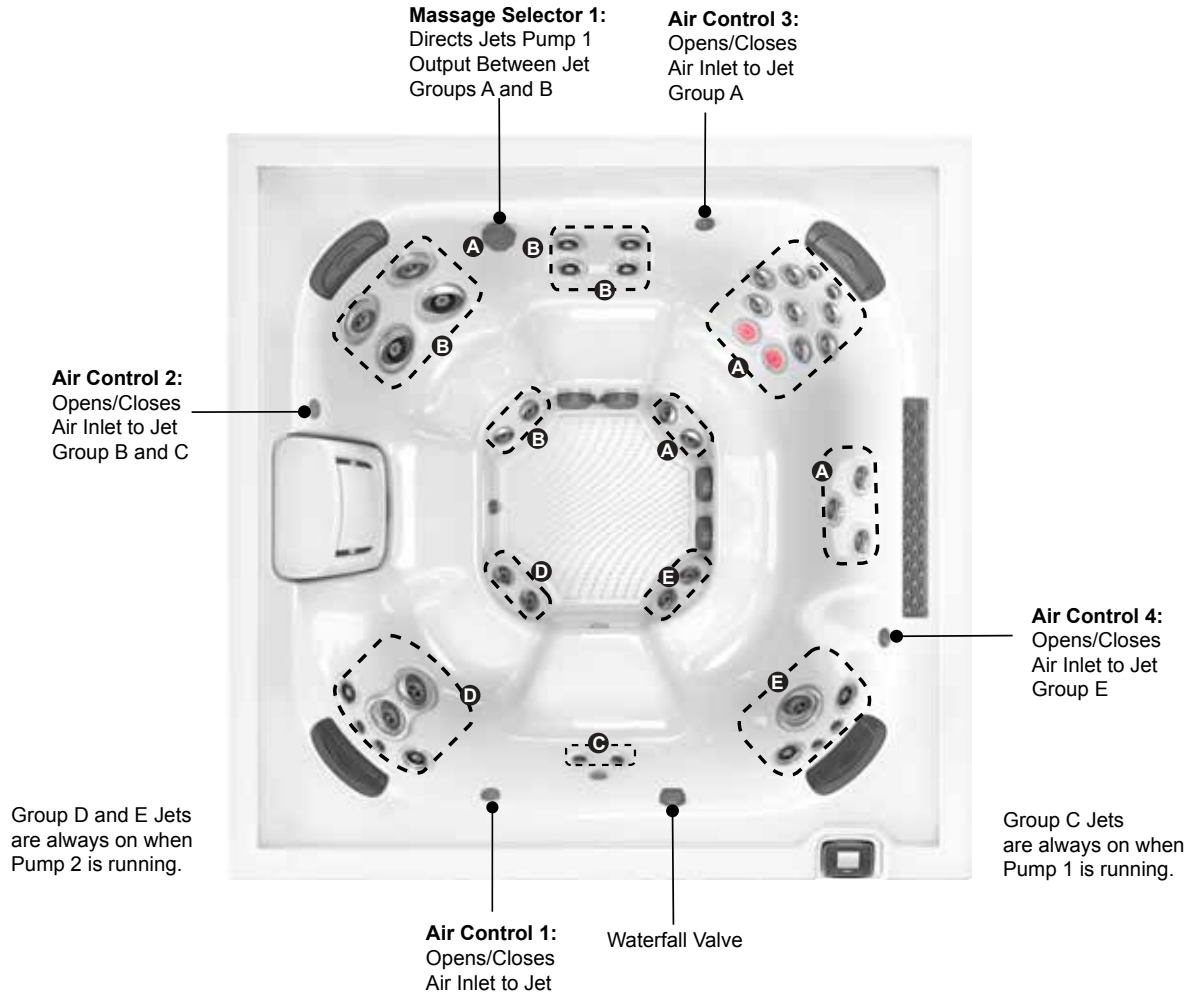 Massage Selector 1:
Directs Jets Pump 1
Output Between Jet
Groups A and B
Air Control 3:
Opens/Closes
Air Inlet to Jet
Group A
A
B
B
B
A
Air Control 2:
Opens/Closes
Air Inlet to Jet
Group B and C
B
A
A
D
E
Air Control 4:
Opens/Closes
Air Inlet to Jet
Group E
D
E
C
Group D and E Jets
are always on when
Pump 2 is running.
Group C Jets
are always on when
Pump 1 is running.
Air Control 1:
Opens/Closes
Air Inlet to Jet
Waterfall Valve